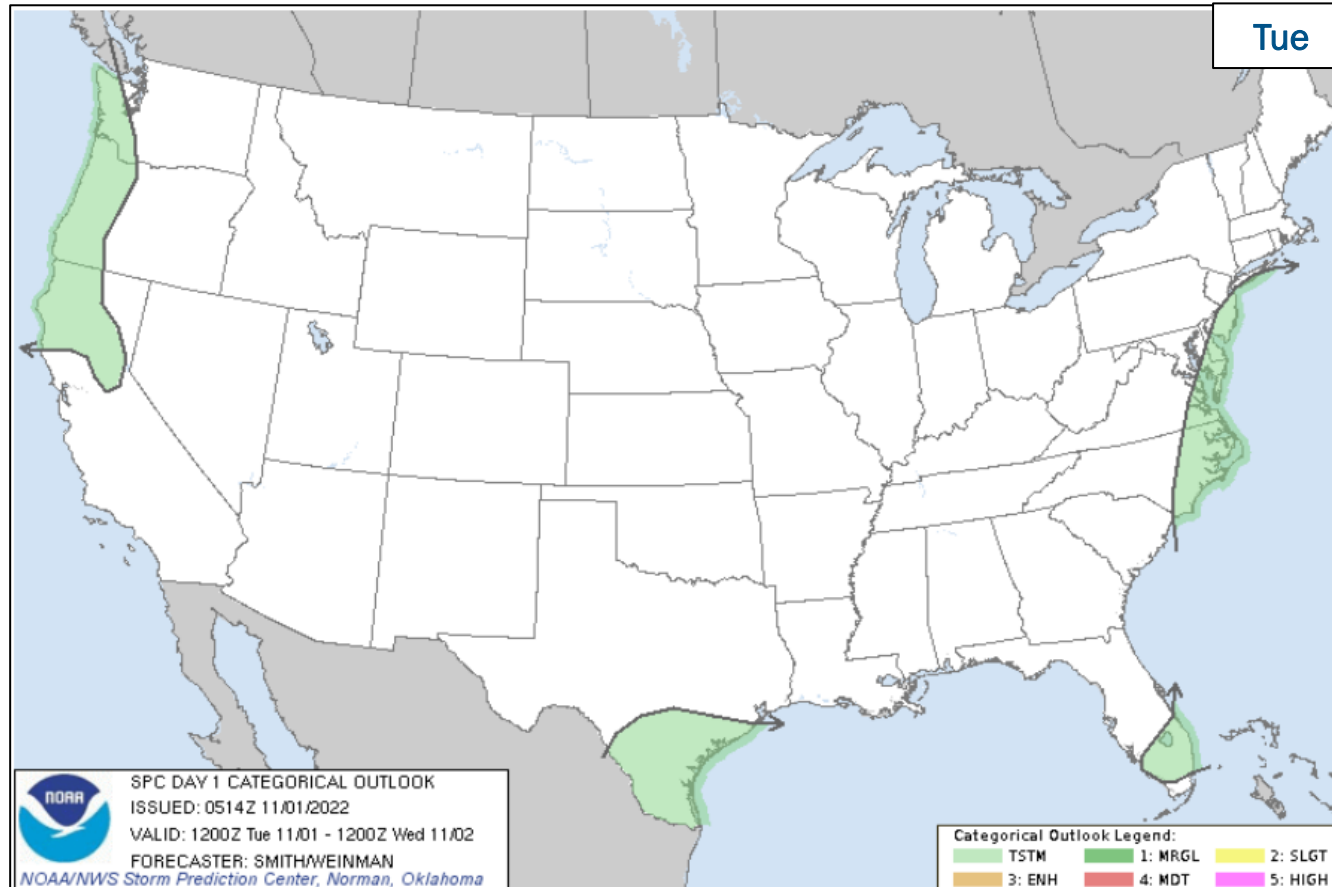 Tue
NOAA
SPC DAY 1 CATEGORICAL OUTLOOK
ISSUED: 0514Z 11/01/2022
VALID: 1200Z Tue 11/01 - 1200Z Wed 11/02
FORECASTER: SMITH/WEINMAN
NOAA/NWS Storm Prediction Center, Norman, Oklahoma
Categorical Outlook Legend:
TSTM 1: MRGL 2: SLGT
3: ENH 4: MDT 5: HIGH